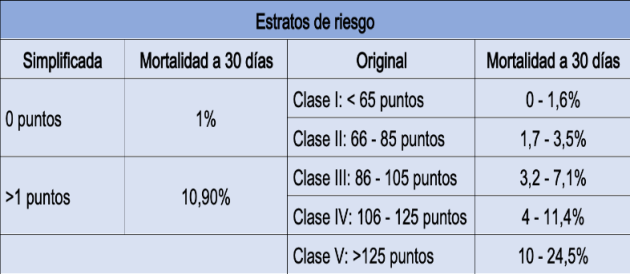 Estratos de riesgo
Simplificada Mortalidad a 30 días Original Mortalidad a 30 días
0 puntos 1% Clase I: < 65 puntos 0 - 1,6%
Clase II: 66 - 85 puntos 1,7 - 3,5%
>1 puntos 10,90% Clase III: 86 - 105 puntos 3,2 - 7,1%
Clase IV: 106 - 125 puntos 4 - 11,4%
Clase V: >125 puntos 10 - 24,5%